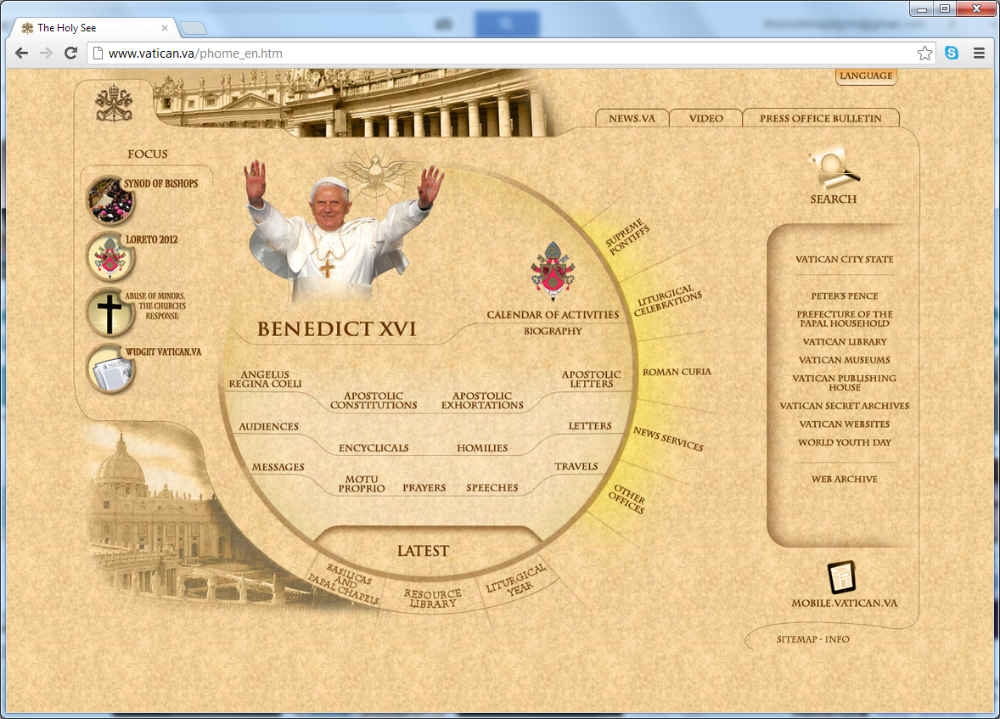 The Holy See
www.vatican.va/phome_en.htm
LANGUAGE
NEWS.VA
VIDEO
PRESS OFFICE BULLETIN
FOCUS
SYNOD OF BISHOPS
LORETO 2012
ABUSE OF MINORS.
THE CHURCH'S
RESPONSE
WIDGET VATICAN.VA
BENEDICT XVI
CALENDAR OF ACTIVITIES
BIOGRAPHY
ANGELUS
REGINA COELI
APOSTOLIC
CONSTITUTIONS
APOSTOLIC
EXHORTATIONS
APOSTOLIC
LETTERS
AUDIENCES
ENCYCLICALS
HOMILIES
LETTERS
MESSAGES
MOTU
PROPRIO
PRAYERS
SPEECHES
TRAVELS
LATEST
BASILICAS
AND
PAPAL CHAPELS
RESOURCE
LIBRARY
LITURGICAL
YEAR
SUPREME
PONTIFFS
LITURGICAL
CELEBRATIONS
ROMAN CURIA
NEWS SERVICES
OTHER
OFFICES
SEARCH
VATICAN CITY STATE
PETER'S PENCE
PREFECTURE OF THE
PAPAL HOUSEHOLD
VATICAN LIBRARY
VATICAN MUSEUMS
VATICAN PUBLISHING
HOUSE
VATICAN SECRET ARCHIVES
VATICAN WEBSITES
WORLD YOUTH DAY
WEB ARCHIVE
MOBILE.VATICAN.VA
SITEMAP - INFO